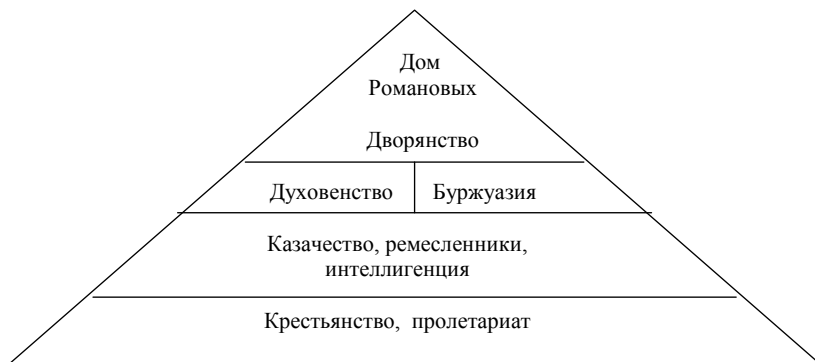 Дом
Романовых
Дворянство
Духовенство
Буржуазия
Казачество, ремесленники,
интеллигенция
Крестьянство, пролетариат